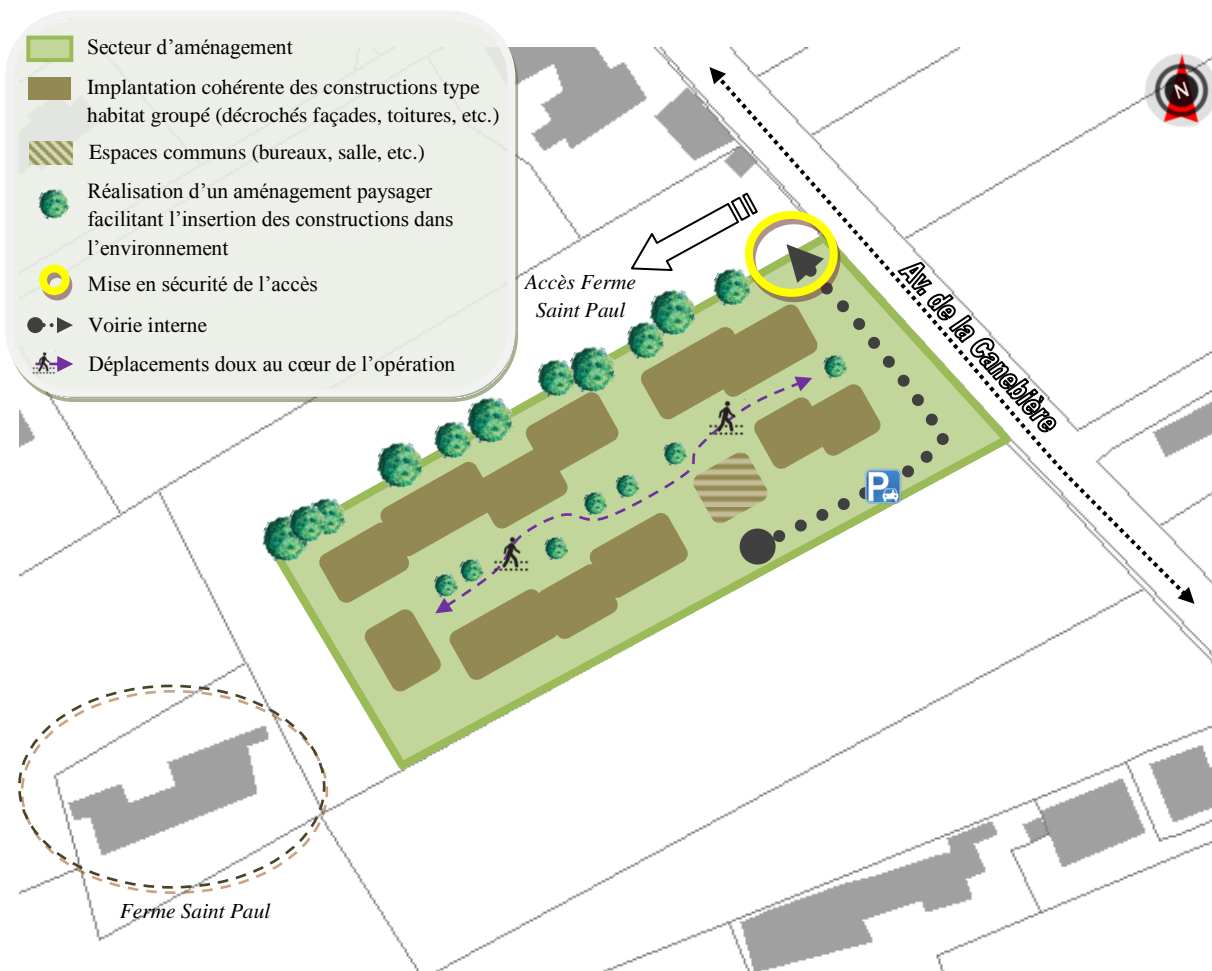 Secteur d'aménagement
Implantation cohérente des constructions type
habitat groupé (décrochés façades, toitures, etc.)
Espaces communs (bureaux, salle, etc.)
Réalisation d'un aménagement paysager
facilitant l'insertion des constructions dans
l'environnement
Mise en sécurité de l'accès
Voirie interne
Déplacements doux au cœur de l'opération
N
Accès Ferme
Saint Paul
Av. de la Canebière
P
Ferme Saint Paul